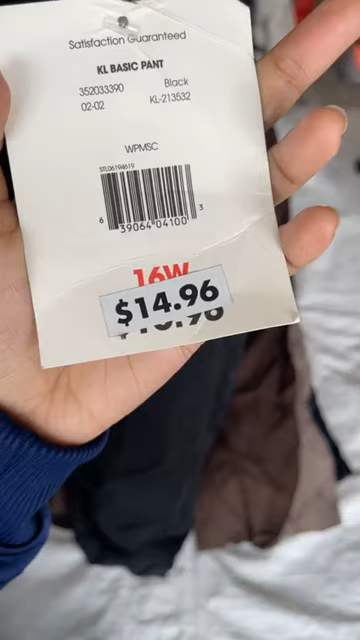 Satisfaction Guaranteed
KL BASIC PANT
352033390 Black
02-02 KL-213532
WPMSC
STL06194619
6 39064 04100 3
16W
$14.96